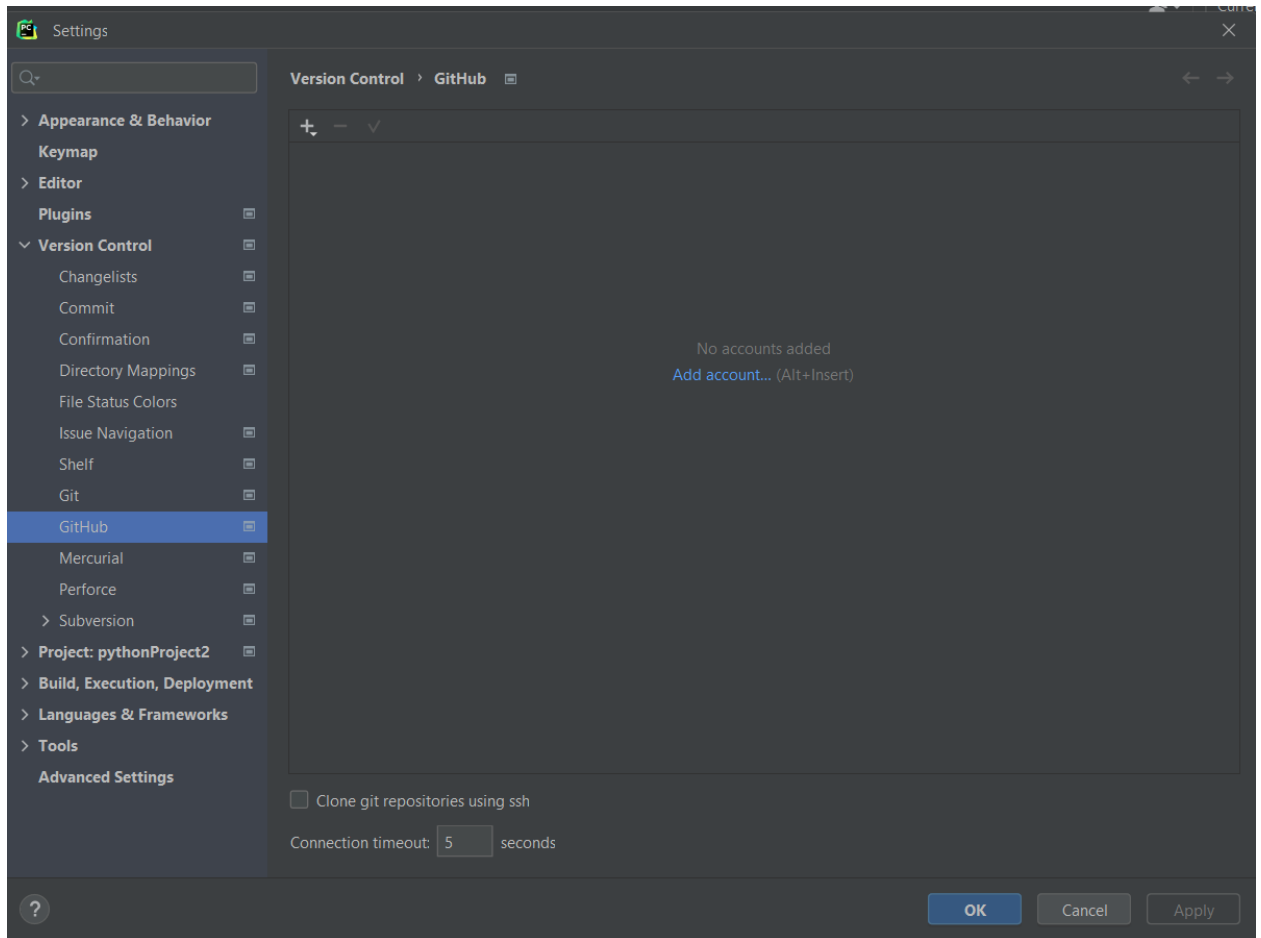 Curre
PC
Settings
Version Control › GitHub
Appearance & Behavior
Keymap
Editor
Plugins
Version Control
Changelists
Commit
Confirmation
Directory Mappings
File Status Colors
Issue Navigation
Shelf
Git
GitHub
Mercurial
Perforce
Subversion
Project: pythonProject2
Build, Execution, Deployment
Languages & Frameworks
Tools
Advanced Settings
No accounts added
Add account... (Alt+Insert)
Clone git repositories using ssh
Connection timeout: 5 seconds
?
OK Cancel Apply